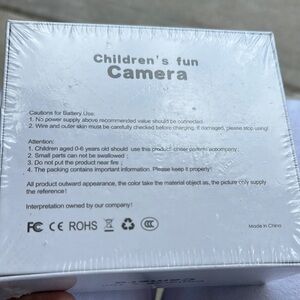 Children's fun
Camera
Cautions for Battery Use:
1. No power supply above recommended value should be connected.
2. Wire and outer skin must be carefully checked before charging, if damaged, please stop using!
Attention:
1. Children aged 0-6 years old should use this product under parents accompany.
2. Small parts can not be swallowed.
3. Do not put the product near fire.
4. The packing contains important information. Please keep it properly!
All product outward appearance, the color take the material object as, the picture only supply
the reference!
Interpretation owned by our company!
FC CE ROHS CCC
Made in China